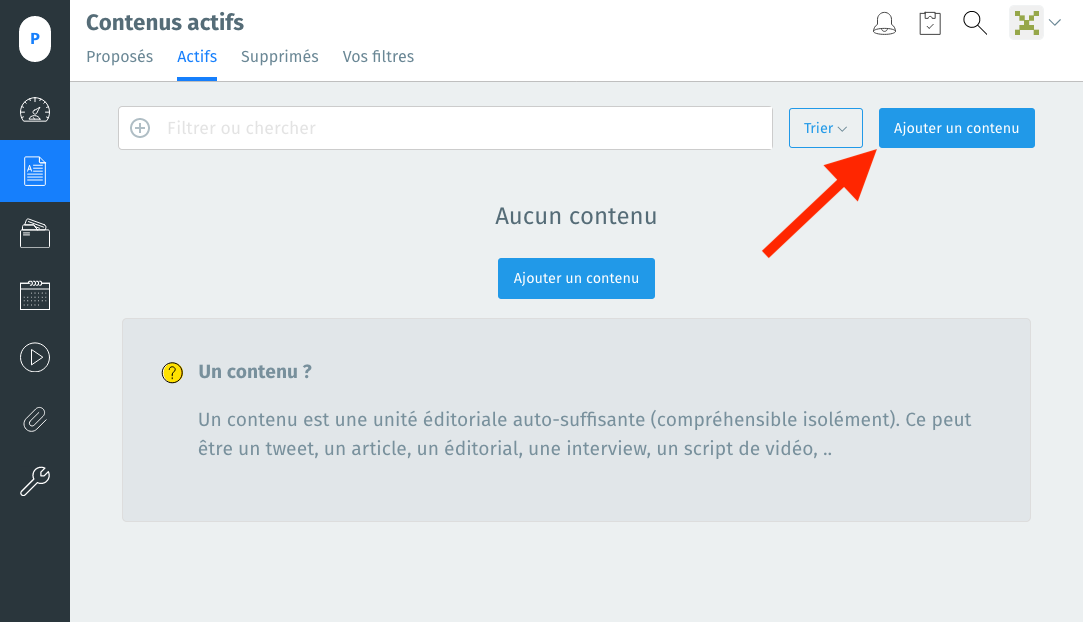 P
Contenus actifs
Proposés Actifs Supprimés Vos filtres
Filtrer ou chercher
Trier
Ajouter un contenu
Aucun contenu
Ajouter un contenu
? Un contenu ?
Un contenu est une unité éditoriale auto-suffisante (compréhensible isolément). Ce peut
être un tweet, un article, un éditorial, une interview, un script de vidéo, ..